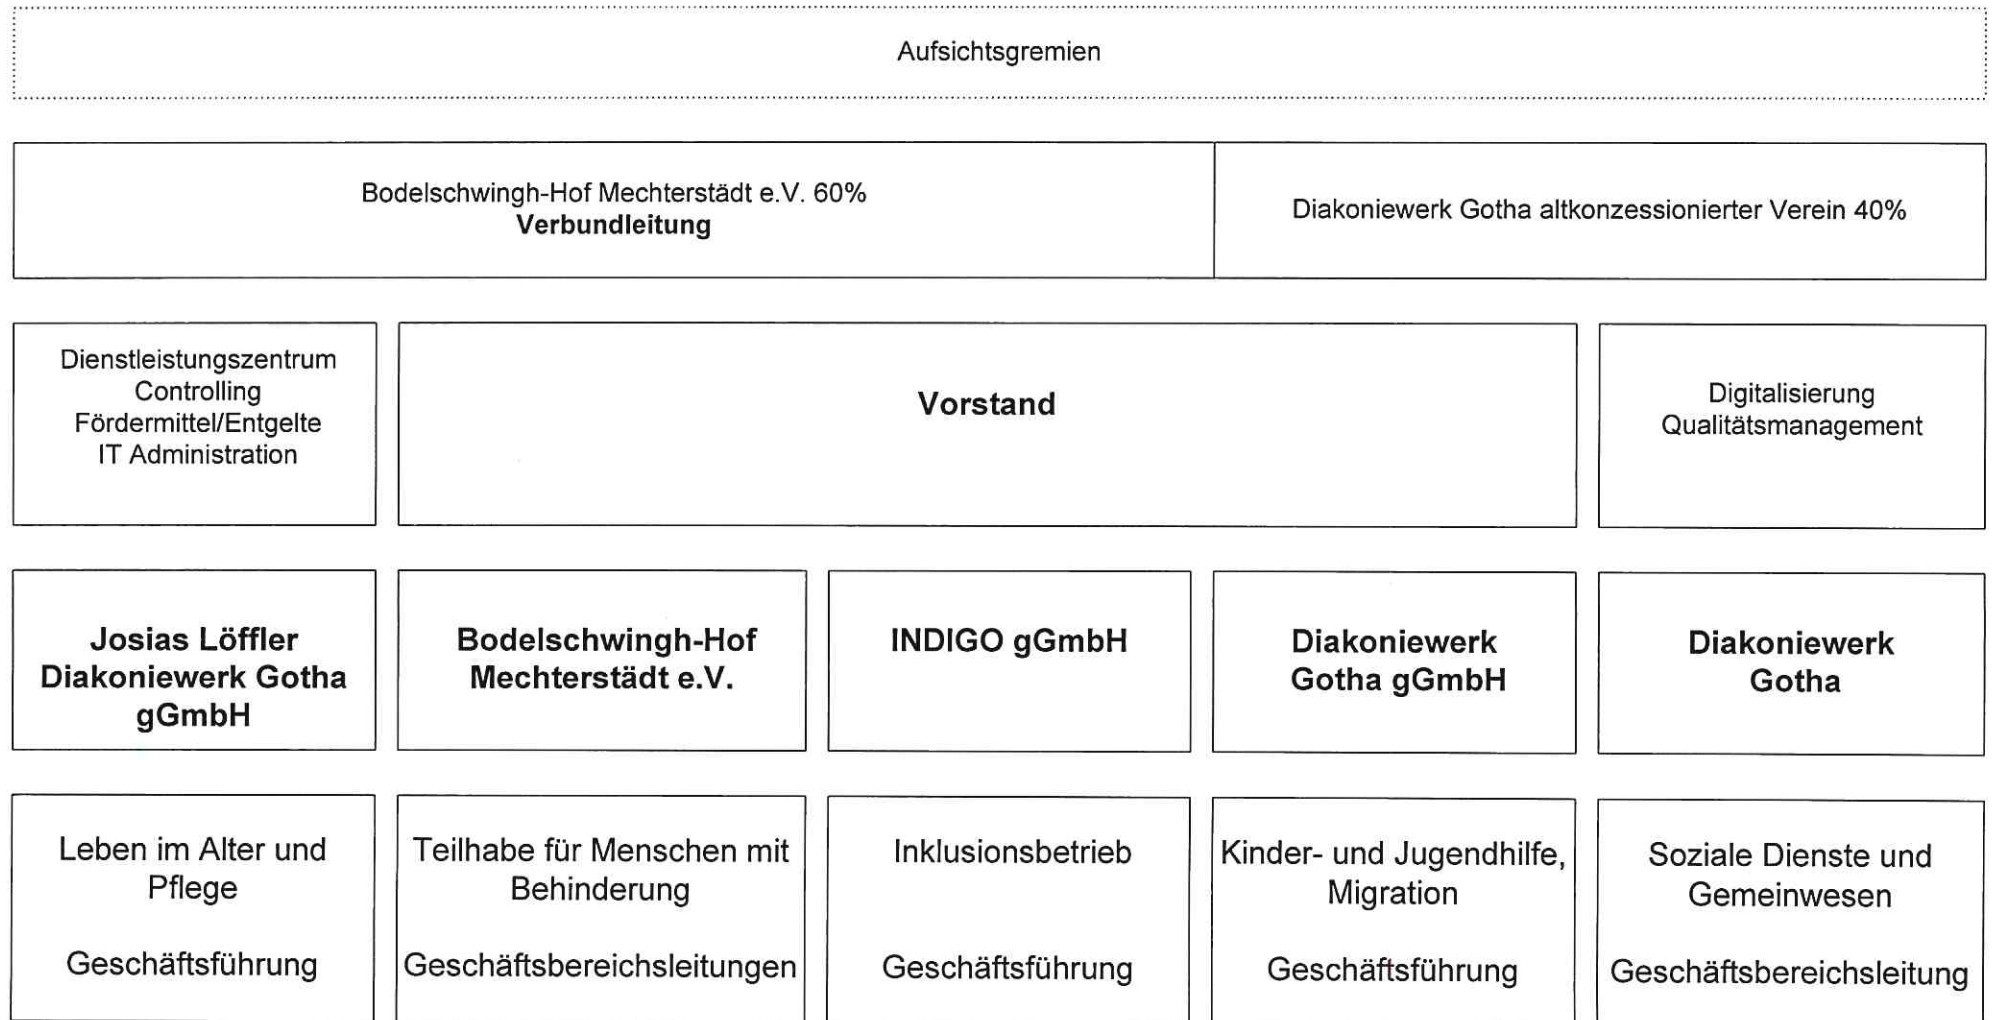 Aufsichtsgremien
Bodelschwingh-Hof Mechterstädt e.V. 60%
Verbundleitung
Diakoniewerk Gotha altkonzessionierter Verein 40%
Dienstleistungszentrum
Controlling
Fördermittel/Entgelte
IT Administration
Vorstand
Digitalisierung
Qualitätsmanagement
Josias Löffler
Diakoniewerk Gotha
gGmbH
Bodelschwingh-Hof
Mechterstädt e.V.
INDIGO gGmbH
Diakoniewerk
Gotha gGmbH
Diakoniewerk
Gotha
Leben im Alter und
Pflege
Geschäftsführung
Teilhabe für Menschen mit
Behinderung
Geschäftsbereichsleitungen
Inklusionsbetrieb
Geschäftsführung
Kinder- und Jugendhilfe,
Migration
Geschäftsführung
Soziale Dienste und
Gemeinwesen
Geschäftsbereichsleitung